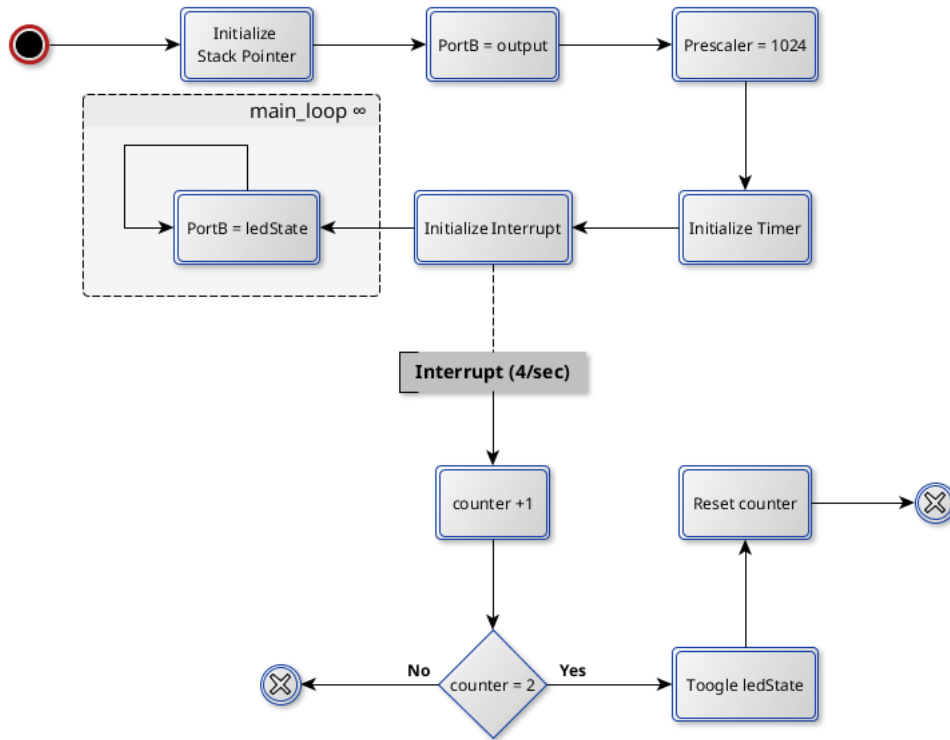 Initialize
Stack Pointer
PortB = output
Prescaler = 1024
main_loop ∞
PortB = ledState
Initialize Interrupt
Initialize Timer
Interrupt (4/sec)
counter +1
Reset counter
No
counter = 2
Yes
Toogle ledState